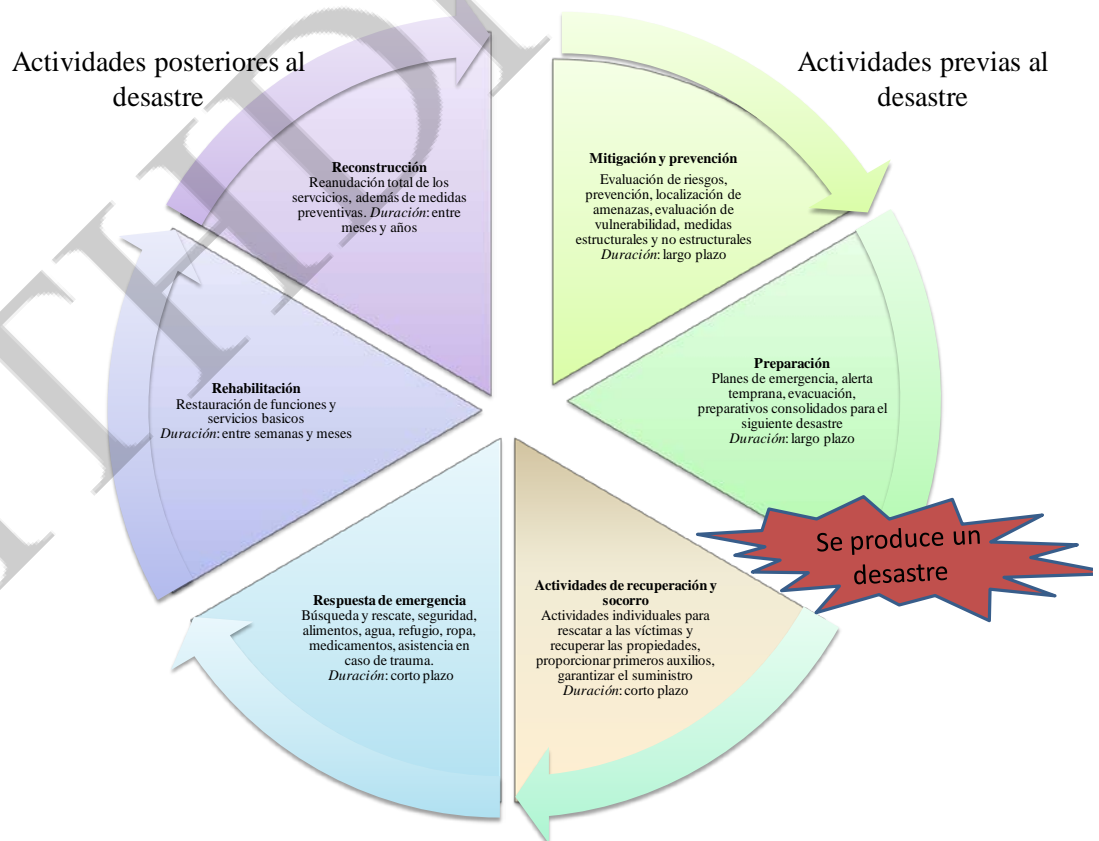 Actividades posteriores al
desastre
Actividades previas al
desastre
Mitigación y prevención
Evaluación de riesgos,
prevención, localización de
amenazas, evaluación de
vulnerabilidad, medidas
estructurales y no estructurales
Duración: largo plazo
Preparación
Planes de emergencia, alerta
temprana, evacuación,
preparativos consolidados para el
siguiente desastre
Duración: largo plazo
Se produce un
desastre
Actividades de recuperación y
socorro
Actividades individuales para
rescatar a las víctimas y
recuperar las propiedades,
proporcionar primeros auxilios,
garantizar el suministro
Duración: corto plazo
Respuesta de emergencia
Búsqueda y rescate, seguridad,
alimentos, agua, refugio, ropa,
medicamentos, asistencia en
caso de trauma.
Duración: corto plazo
Rehabilitación
Restauración de funciones y
servicios basicos
Duración: entre semanas y meses
Reconstrucción
Reanudación total de los
servcicios, además de medidas
preventivas. Duración: entre
meses y años